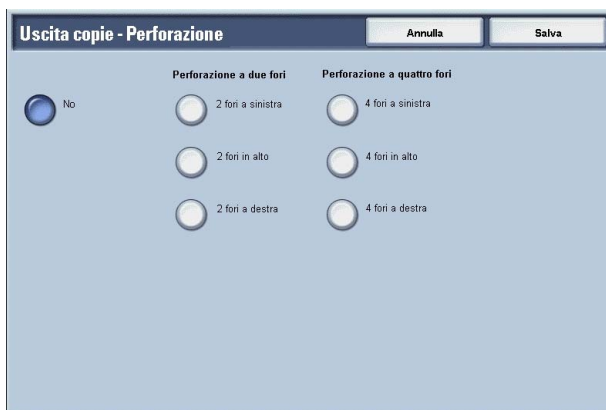 Uscita copie - Perforazione
Annulla
Salva
Perforazione a due fori
Perforazione a quattro fori
No
2 fori a sinistra
4 fori a sinistra
2 fori in alto
4 fori in alto
2 fori a destra
4 fori a destra